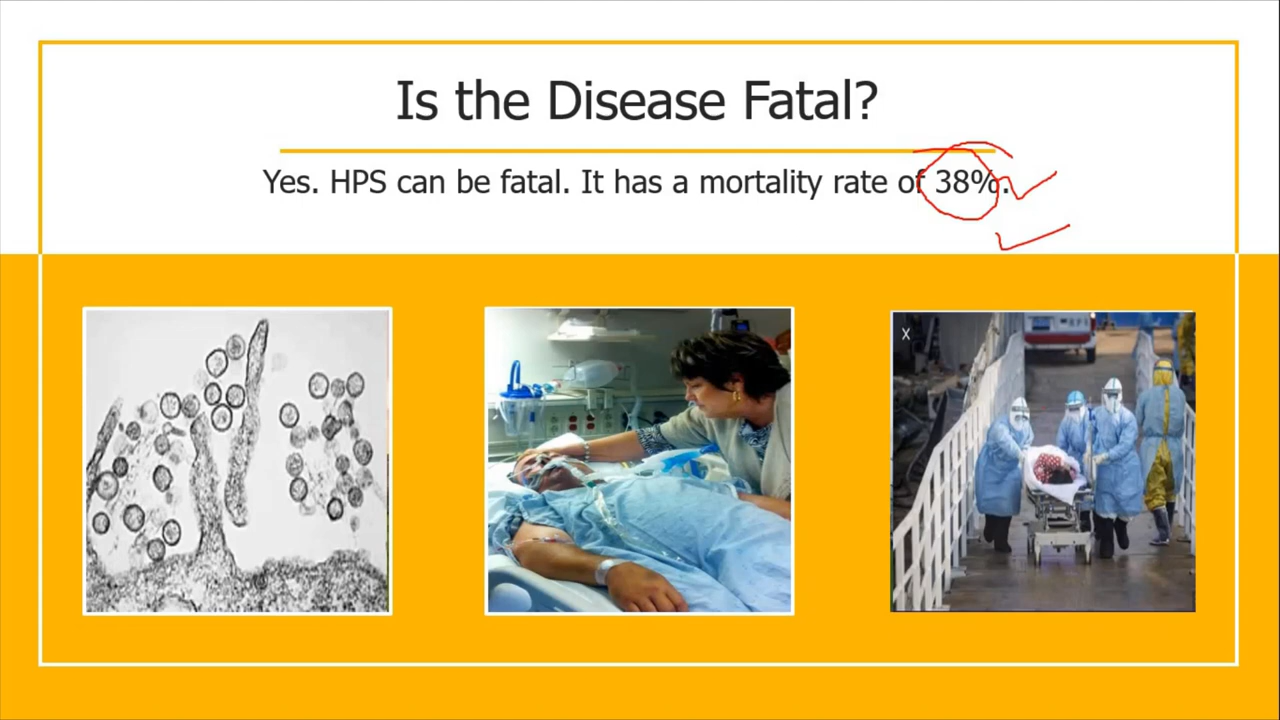 Is the Disease Fatal?
Yes. HPS can be fatal. It has a mortality rate of 38%.
X